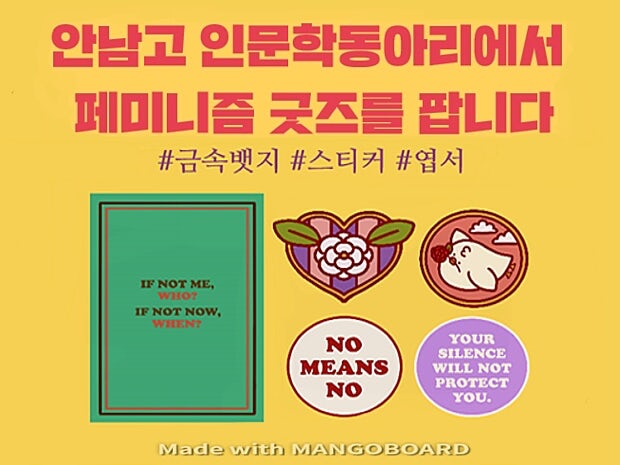 안남고 인문학동아리에서
페미니즘 굿즈를 팝니다
#금속뱃지 #스티커 #엽서
IF NOT ME,
WHO?
IF NOT NOW,
WHEN?
NO
MEANS
NO
YOUR
SILENCE
WILL NOT
PROTECT
YOU.
Made with MANGOBOARD